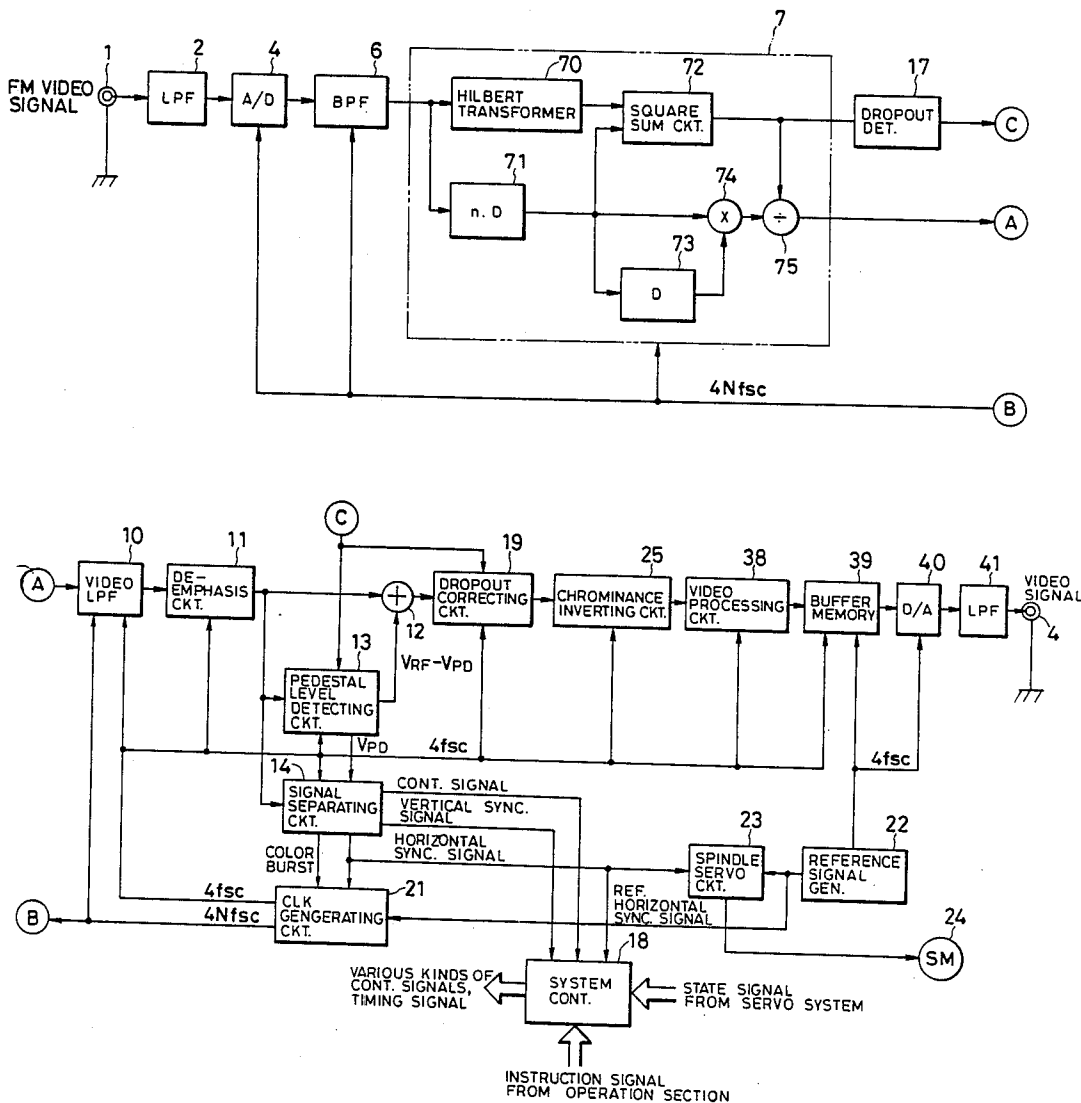 7
1
2
4
6
70
72
17
FM VIDEO
SIGNAL
LPF
A/D
BPF
HILBERT
TRANSFORMER
SQUARE
SUM CKT.
DROPOUT
DET.
C
71
74
n.D
X
÷
A
73
75
D
4Nfsc
B
C
10
11
19
25
38
39
40
41
VIDEO
SIGNAL
A
VIDEO
LPF
DE-
EMPHASIS
CKT.
+
12
DROPOUT
CORRECTING
CKT.
CHROMINANCE
INVERTING CKT.
VIDEO
PROCESSING
CKT.
BUFFER
MEMORY
D/A
LPF
4
13
VRF-VPD
PEDESTAL
LEVEL
DETECTING
CKT.
VPD
4fsc
4fsc
14
SIGNAL
SEPARATING
CKT.
CONT. SIGNAL
VERTICAL SYNC.
SIGNAL
HORIZONTAL
SYNC. SIGNAL
23
22
COLOR
BURST
SPINDLE
SERVO
CKT.
REFERENCE
SIGNAL
GEN.
21
4fsc
4Nfsc
B
CLK
GENGERATING
CKT.
REF.
HORIZONTAL
SYNC. SIGNAL
18
24
SM
VARIOUS KINDS OF
CONT. SIGNALS,
TIMING SIGNAL
SYSTEM
CONT.
STATE SIGNAL
FROM SERVO SYSTEM
INSTRUCTION SIGNAL
FROM OPERATION SECTION